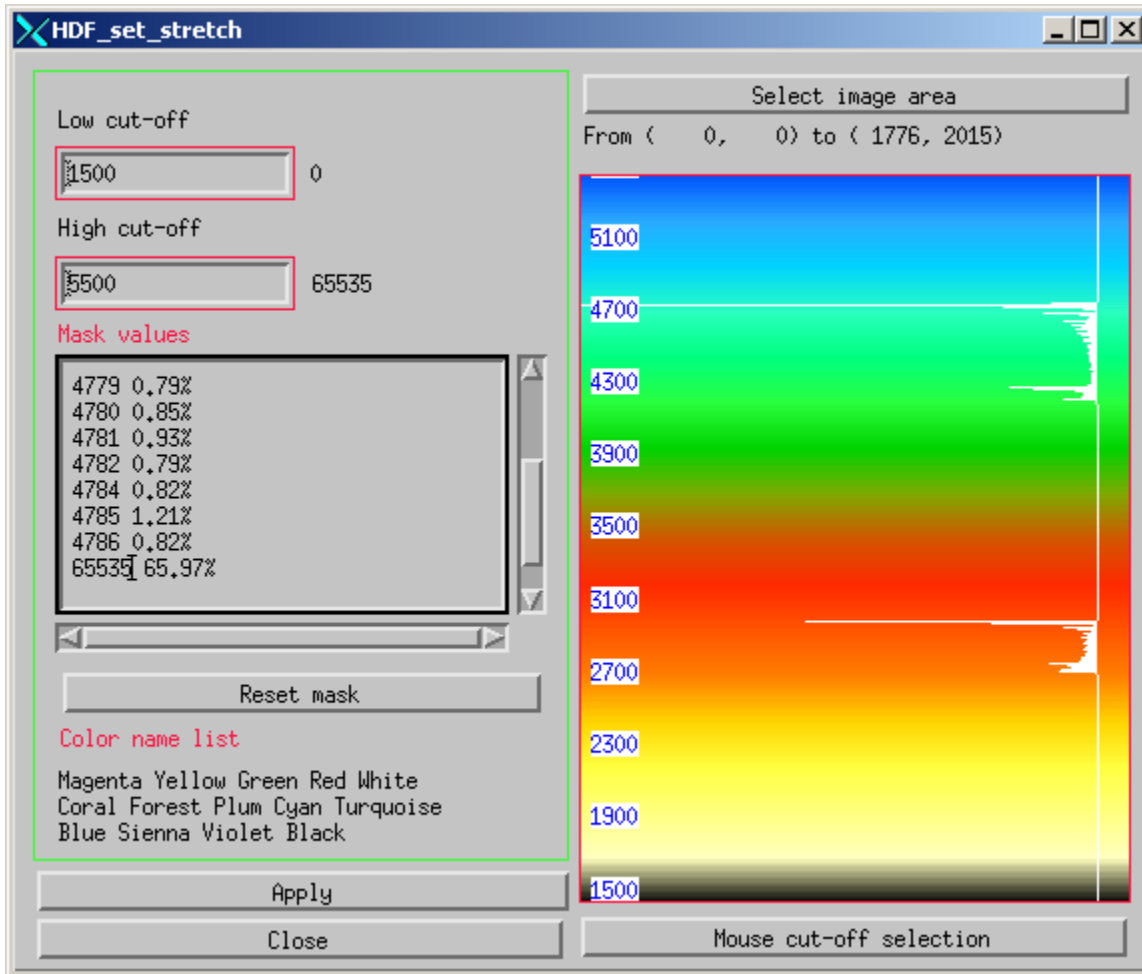 HDF_set_stretch
Low cut-off
1500 0
High cut-off
5500 65535
Mask values
4779 0.79%
4780 0.85%
4781 0.93%
4782 0.79%
4784 0.82%
4785 1.21%
4786 0.82%
65535 65.97%
Reset mask
Color name list
Magenta Yellow Green Red White
Coral Forest Plum Cyan Turquoise
Blue Sienna Violet Black
Apply
Close
Select image area
From ( 0, 0) to ( 1776, 2015)
5100
4700
4300
3900
3500
3100
2700
2300
1900
1500
Mouse cut-off selection